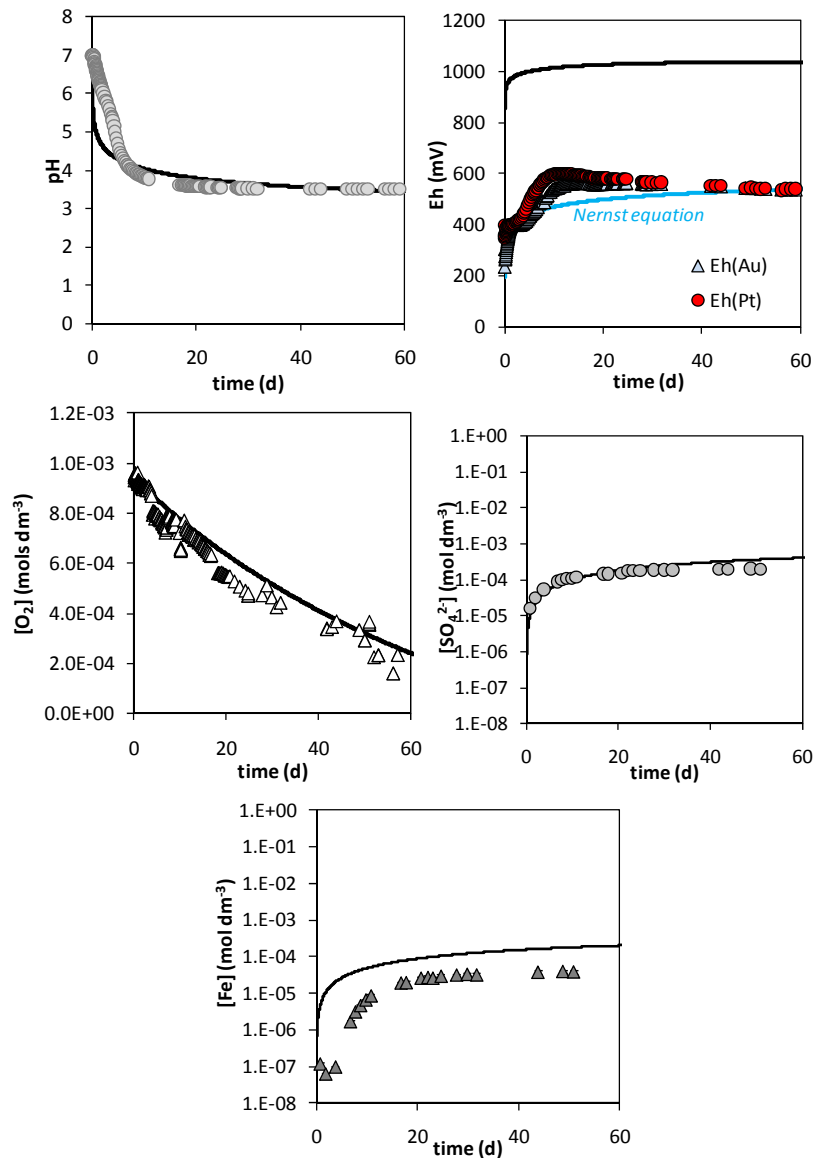 8
7
6
5
4
3
2
1
0
pH
0 20 40 60
time (d)
1200
1000
800
600
400
200
0
Eh (mV)
Nernst equation
Eh(Au)
Eh(Pt)
0 20 40 60
time (d)
1.2E-03
1.0E-03
8.0E-04
6.0E-04
4.0E-04
2.0E-04
0.0E+00
[O₂] (mols dm⁻³)
0 20 40 60
time (d)
1.E+00
1.E-01
1.E-02
1.E-03
1.E-04
1.E-05
1.E-06
1.E-07
1.E-08
[SO₄²⁻] (mol dm⁻³)
0 20 40 60
time (d)
1.E+00
1.E-01
1.E-02
1.E-03
1.E-04
1.E-05
1.E-06
1.E-07
1.E-08
[Fe] (mol dm⁻³)
0 20 40 60
time (d)